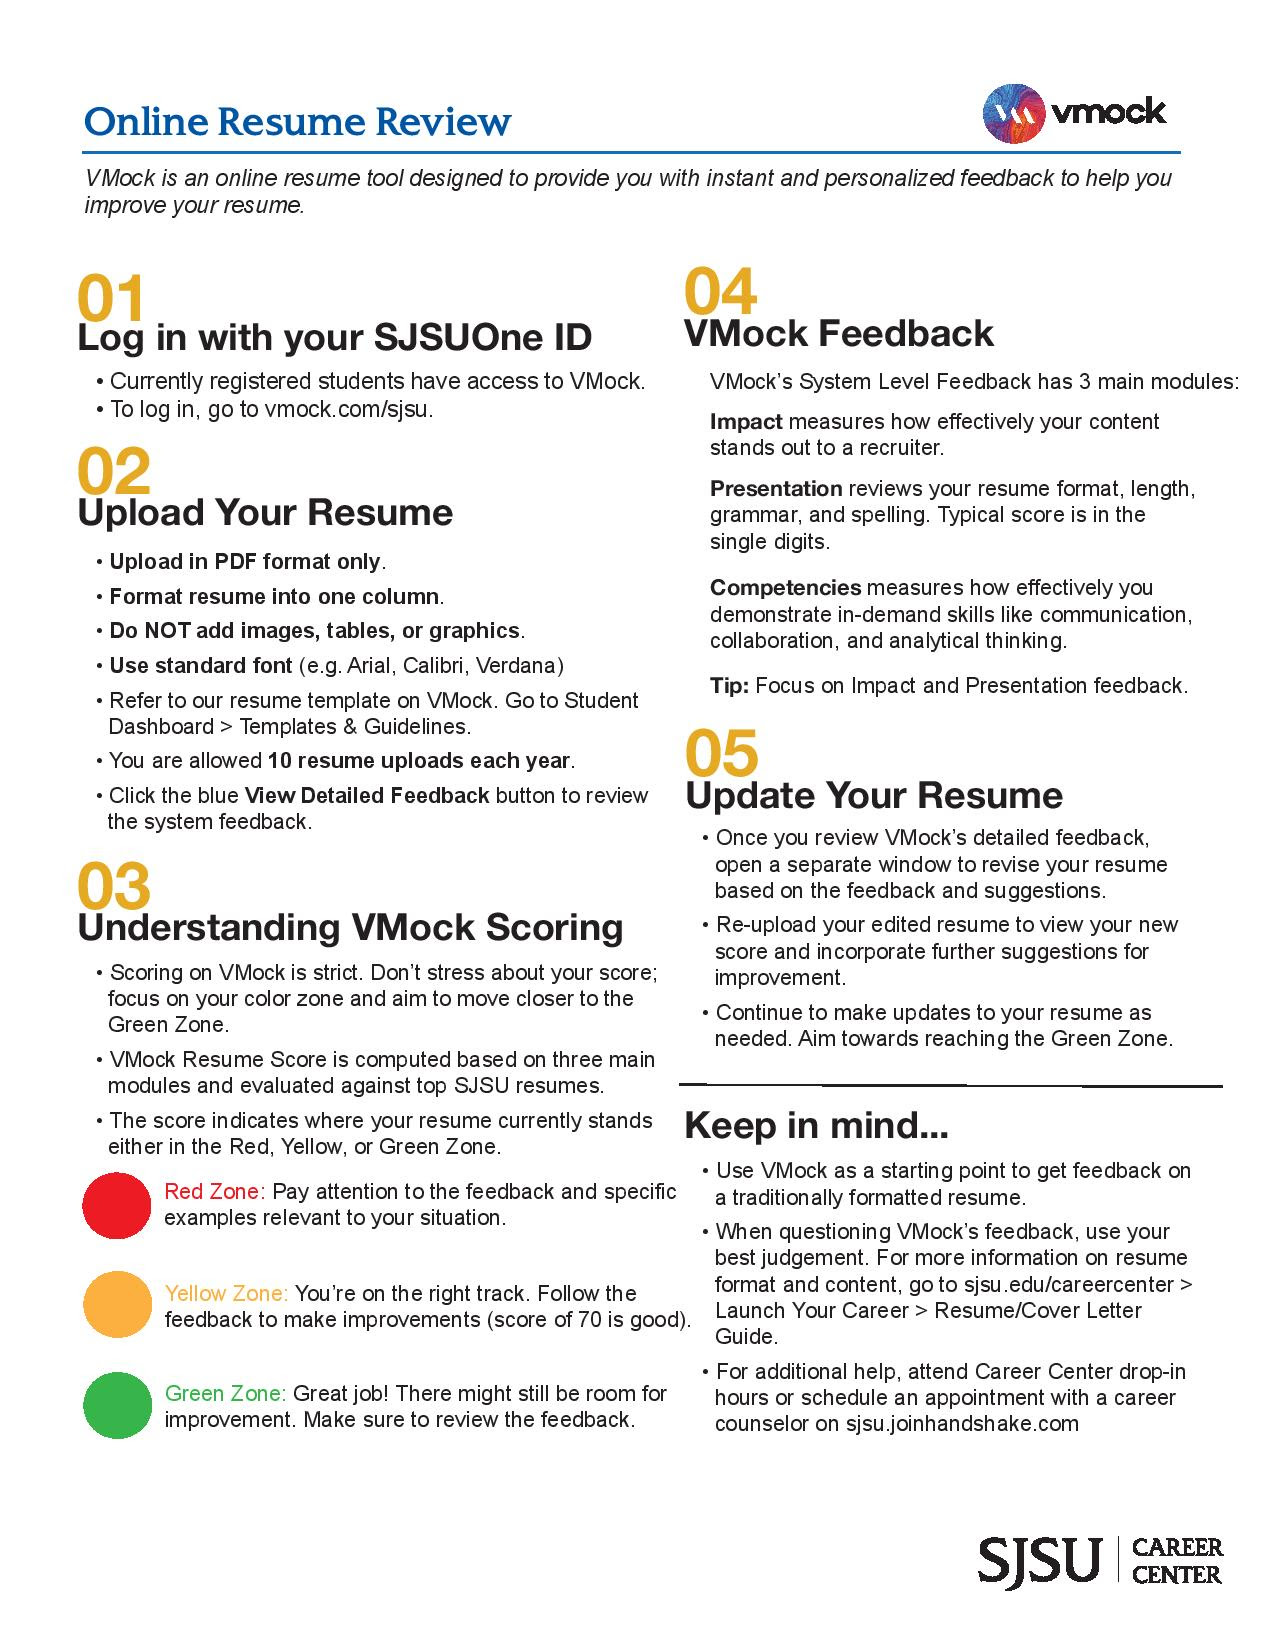 Online Resume Review
vmock
VMock is an online resume tool designed to provide you with instant and personalized feedback to help you
improve your resume.
01
Log in with your SJSUOne ID
• Currently registered students have access to VMock.
• To log in, go to vmock.com/sjsu.
02
Upload Your Resume
• Upload in PDF format only.
• Format resume into one column.
• Do NOT add images, tables, or graphics.
• Use standard font (e.g. Arial, Calibri, Verdana)
• Refer to our resume template on VMock. Go to Student
Dashboard > Templates & Guidelines.
• You are allowed 10 resume uploads each year.
• Click the blue View Detailed Feedback button to review
the system feedback.
03
Understanding VMock Scoring
• Scoring on VMock is strict. Don't stress about your score;
focus on your color zone and aim to move closer to the
Green Zone.
• VMock Resume Score is computed based on three main
modules and evaluated against top SJSU resumes.
• The score indicates where your resume currently stands
either in the Red, Yellow, or Green Zone.
Red Zone: Pay attention to the feedback and specific
examples relevant to your situation.
Yellow Zone: You're on the right track. Follow the
feedback to make improvements (score of 70 is good).
Green Zone: Great job! There might still be room for
improvement. Make sure to review the feedback.
04
VMock Feedback
VMock's System Level Feedback has 3 main modules:
Impact measures how effectively your content
stands out to a recruiter.
Presentation reviews your resume format, length,
grammar, and spelling. Typical score is in the
single digits.
Competencies measures how effectively you
demonstrate in-demand skills like communication,
collaboration, and analytical thinking.
Tip: Focus on Impact and Presentation feedback.
05
Update Your Resume
• Once you review VMock's detailed feedback,
open a separate window to revise your resume
based on the feedback and suggestions.
• Re-upload your edited resume to view your new
score and incorporate further suggestions for
improvement.
• Continue to make updates to your resume as
needed. Aim towards reaching the Green Zone.
Keep in mind...
• Use VMock as a starting point to get feedback on
a traditionally formatted resume.
• When questioning VMock's feedback, use your
best judgement. For more information on resume
format and content, go to sjsu.edu/careercenter >
Launch Your Career > Resume/Cover Letter
Guide.
• For additional help, attend Career Center drop-in
hours or schedule an appointment with a career
counselor on sjsu.joinhandshake.com
SJSU | CAREER
CENTER